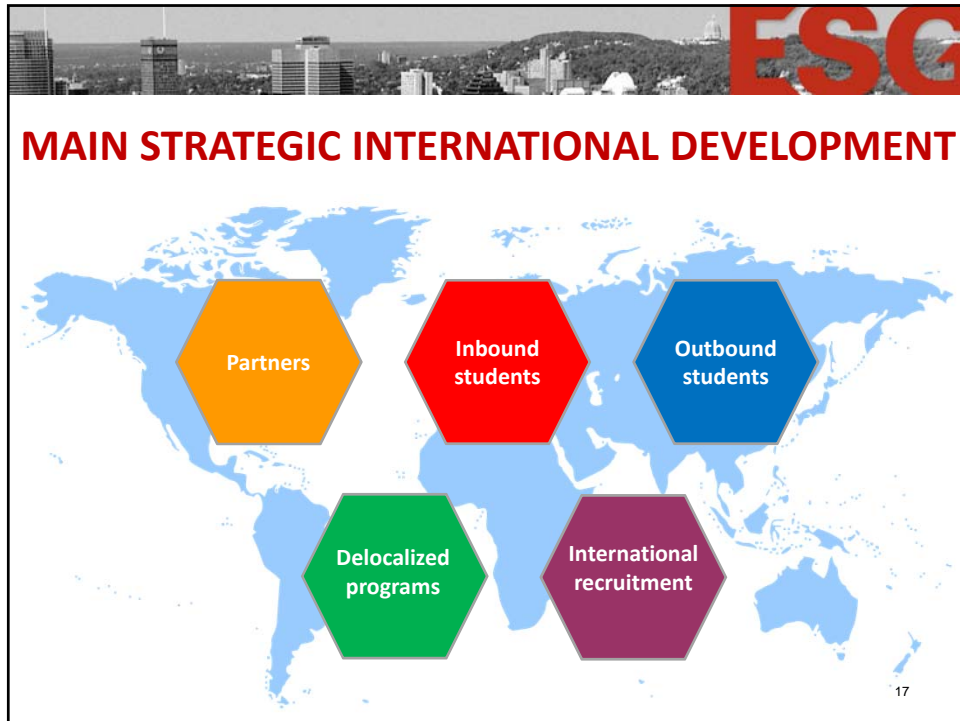 ESG
MAIN STRATEGIC INTERNATIONAL DEVELOPMENT
Partners
Inbound
students
Outbound
students
Delocalized
programs
International
recruitment
17